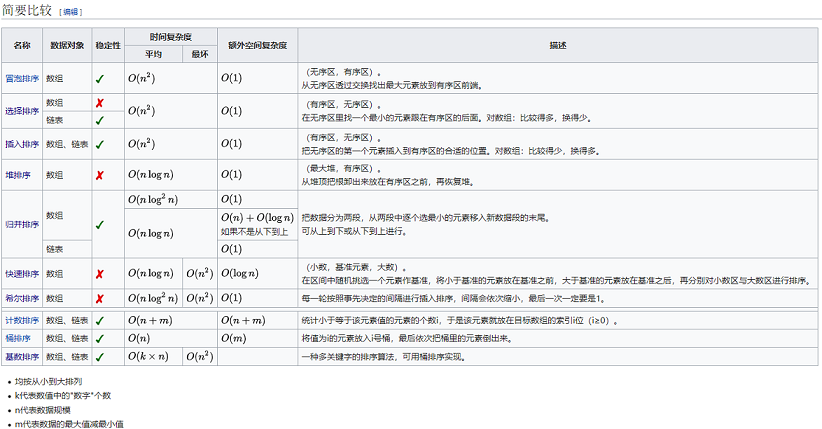 简要比较 [编辑]
名称 数据对象 稳定性 时间复杂度 额外空间复杂度 描述
平均 最坏
冒泡排序 数组 ✓ O(n²) O(1) （无序区，有序区）。
从无序区透过交换找出最大元素放到有序区前端。
选择排序 数组 ✗ O(n²) O(1) （有序区，无序区）。
链表 ✓ 在无序区里找一个最小的元素跟在有序区的后面。对数组：比较得多，换得少。
插入排序 数组、链表 ✓ O(n²) O(1) （有序区，无序区）。
把无序区的第一个元素插入到有序区的合适的位置。对数组：比较得少，换得多。
堆排序 数组 ✗ O(n log n) O(1) （最大堆，有序区）。
从堆顶把根卸出来放在有序区之前，再恢复堆。
归并排序 数组 ✓ O(n log² n) O(1)
O(n log n) O(n) + O(log n) 把数据分为两段，从两段中逐个选最小的元素移入新数据段的末尾。
如果不是从下到上 可从上到下或从下到上进行。
链表 O(1)
快速排序 数组 ✗ O(n log n) O(n²) O(log n) （小数，基准元素，大数）。
在区间中随机挑选一个元素作基准，将小于基准的元素放在基准之前，大于基准的元素放在基准之后，再分别对小数区与大数区进行排序。
希尔排序 数组 ✗ O(n log² n) O(n²) O(1) 每一轮按照事先决定的间隔进行插入排序，间隔会依次缩小，最后一次一定要是1。
计数排序 数组、链表 ✓ O(n + m) O(n + m) 统计小于等于该元素值的元素的个数i，于是该元素就放在目标数组的索引i位（i≥0）。
桶排序 数组、链表 ✓ O(n) O(m) 将值为i的元素放入i号桶，最后依次把桶里的元素倒出来。
基数排序 数组、链表 ✓ O(k × n) O(n²) 一种多关键字的排序算法，可用桶排序实现。
• 均按从小到大排列
• k代表数值中的"数字"个数
• n代表数据规模
• m代表数据的最大值减最小值